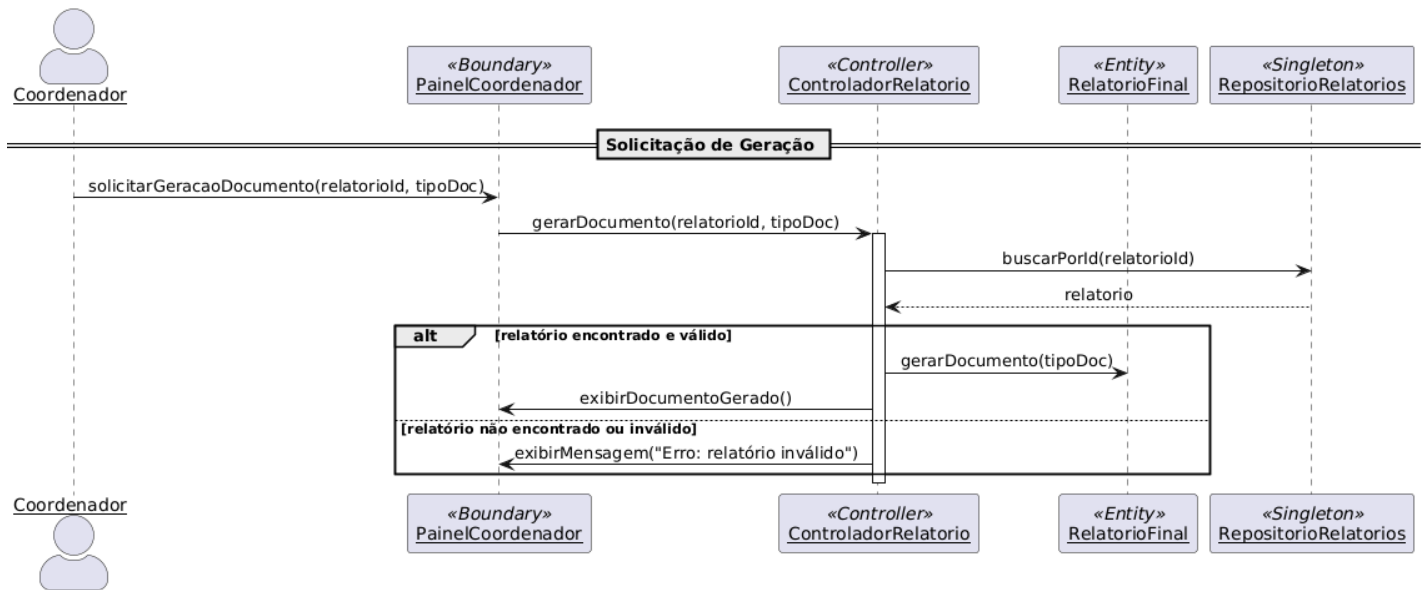 Coordenador
«Boundary»
PainelCoordenador
«Controller»
ControladorRelatorio
«Entity»
RelatorioFinal
«Singleton»
RepositorioRelatorios
Solicitação de Geração
solicitarGeracaoDocumento(relatorioId, tipoDoc)
gerarDocumento(relatorioId, tipoDoc)
buscarPorId(relatorioId)
relatorio
alt [relatório encontrado e válido]
gerarDocumento(tipoDoc)
exibirDocumentoGerado()
[relatório não encontrado ou inválido]
exibirMensagem("Erro: relatório inválido")
Coordenador
«Boundary»
PainelCoordenador
«Controller»
ControladorRelatorio
«Entity»
RelatorioFinal
«Singleton»
RepositorioRelatorios